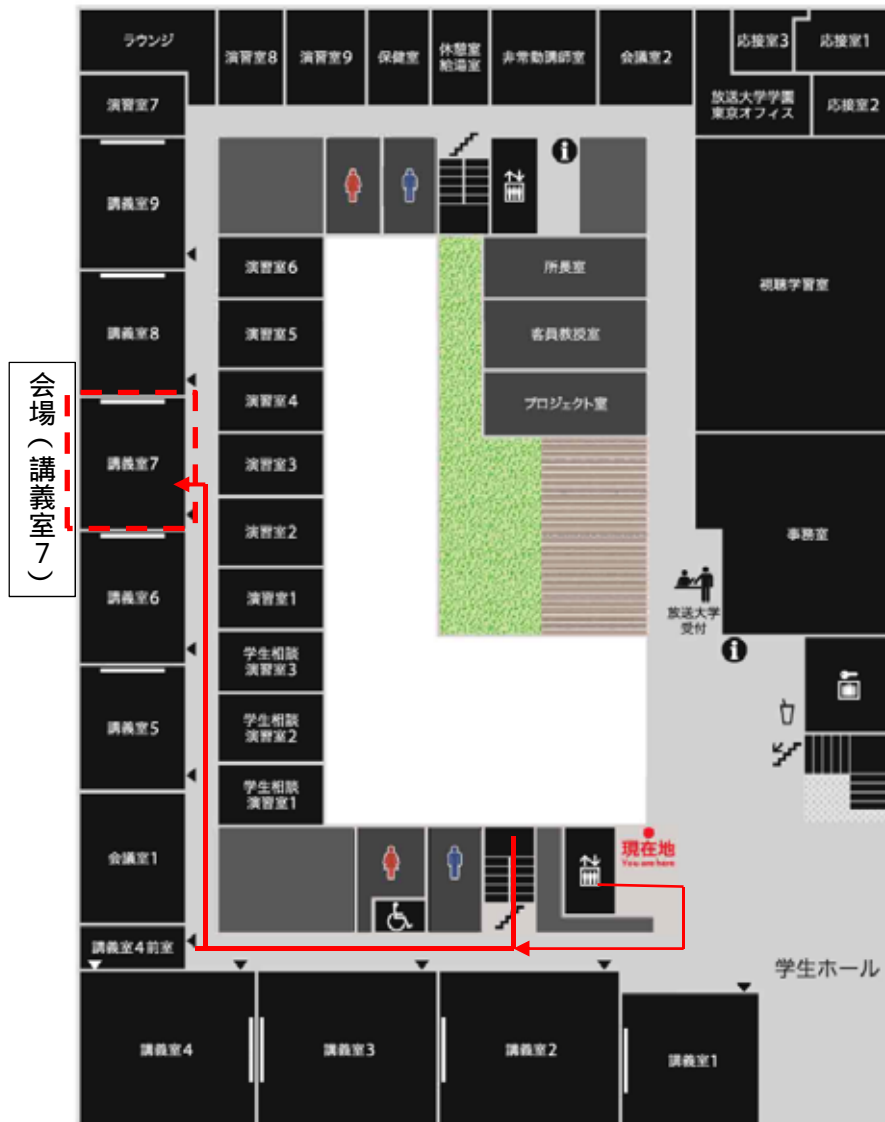 ラウンジ
演習室8
演習室9
保健室
休憩室
給湯室
非常勤講師室
会議室2
応接室3
応接室1
放送大学学園
東京オフィス
応接室2
演習室7
講義室9
演習室6
所長室
視聴学習室
講義室8
演習室5
客員教授室
演習室4
プロジェクト室
会場(講義室7)
講義室7
演習室3
演習室2
事務室
講義室6
演習室1
放送大学
受付
学生相談
演習室3
講義室5
学生相談
演習室2
学生相談
演習室1
会議室1
現在地
You are here
講義室4前室
学生ホール
講義室4
講義室3
講義室2
講義室1